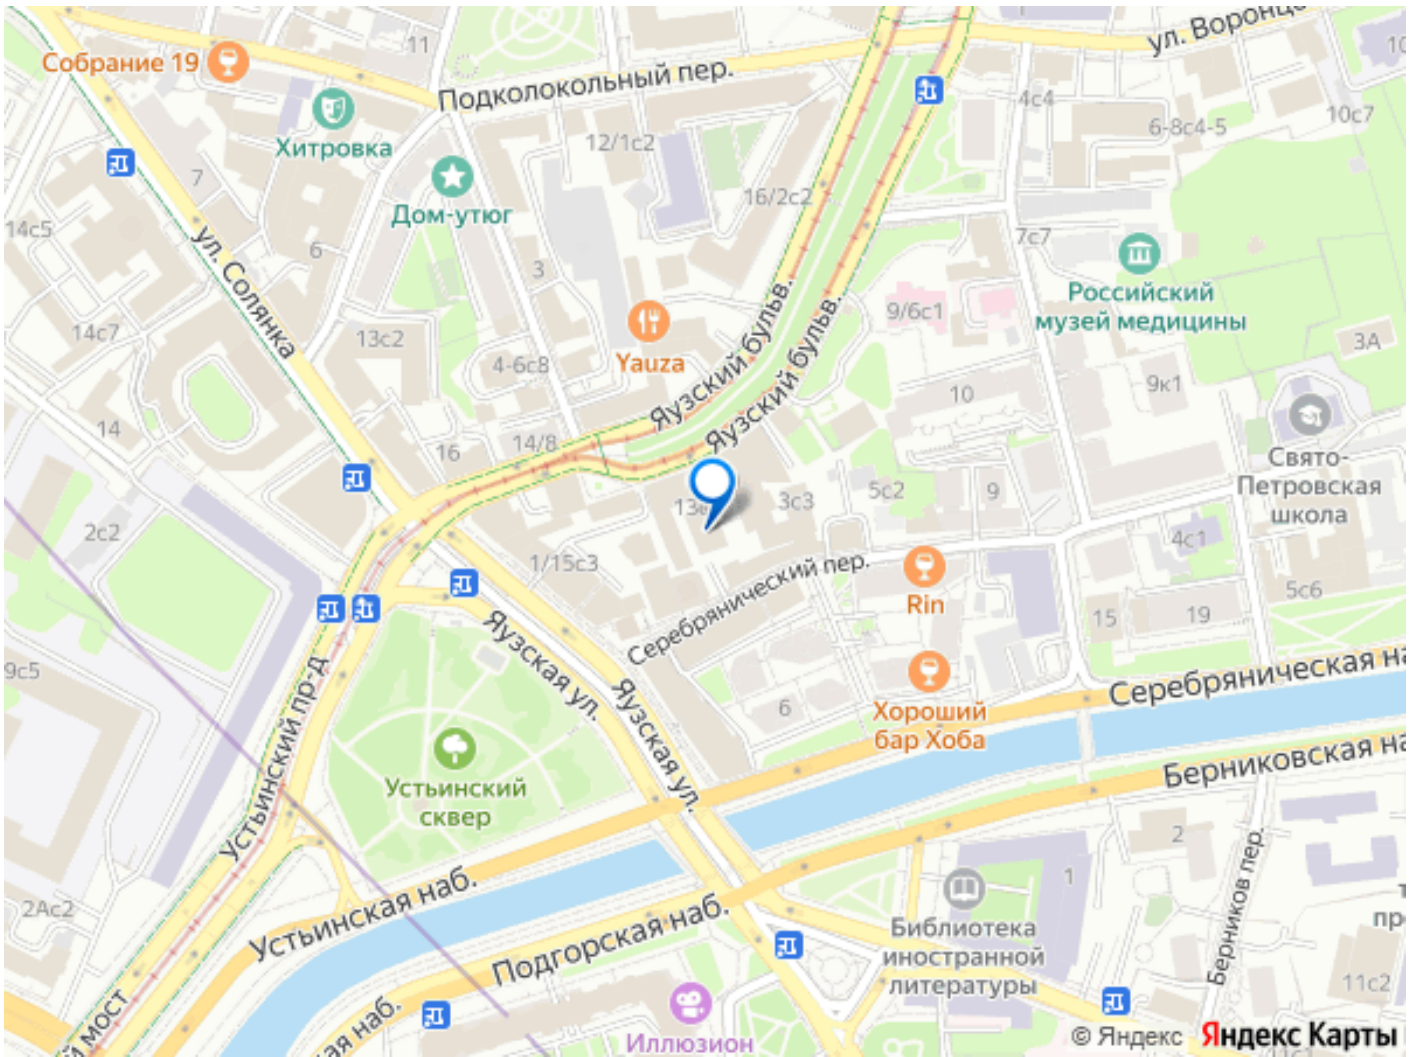 ул. Воронцо
11
Собрание 19
Подколокольный пер.
10
4с4
10с7
6-8с4-5
12/1с2
Хитровка
7
16/2с2
Дом-утюг
14с5
6
7с7
3
ул. Солянка
Российский
музей медицины
9/6с1
14с7
13с2
Yauza
Яузский бульв.
Яузский бульв.
3А
4-6с8
10
9к1
14
16
14/8
Свято-
Петровская
школа
13
3с3
5с2
9
2с2
4с1
1/15с3
Серебрянический пер.
Rin
5с6
15
19
Яузская ул.
Яузская ул.
9с5
Серебряническая на
6
Хороший
бар Хоба
Устьинский пр-д
Устьинский
сквер
Берниковская на
2
1
Берников пер.
2Ас2
Устьинская наб.
Подгорская наб.
Библиотека
иностранной
литературы
т
пр
11с2
й мост
кая наб.
Иллюзион
© Яндекс Яндекс Карты